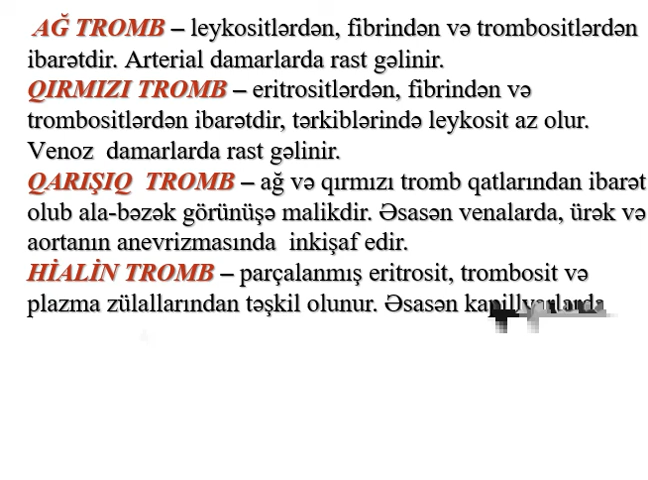 AĞ TROMB – leykositlərdən, fibrindən və trombositlərdən
ibarətdir. Arterial damarlarda rast gəlinir.
QIRMIZI TROMB – eritrositlərdən, fibrindən və
trombositlərdən ibarətdir, tərkiblərində leykosit az olur.
Venoz damarlarda rast gəlinir.
QARIŞIQ TROMB – ağ və qırmızı tromb qatlarından ibarət
olub ala-bəzək görünüşə malikdir. Əsasən venalarda, ürək və
aortanın anevrizmasında inkişaf edir.
HİALİN TROMB – parçalanmış eritrosit, trombosit və
plazma zülallarından təşkil olunur. Əsasən kapillyarlarda